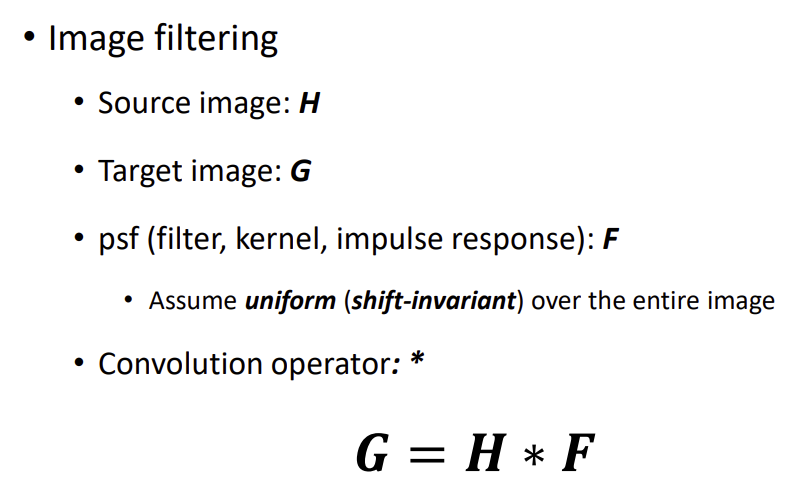 • Image filtering
• Source image: H
• Target image: G
• psf (filter, kernel, impulse response): F
• Assume uniform (shift-invariant) over the entire image
• Convolution operator: *
G = H * F